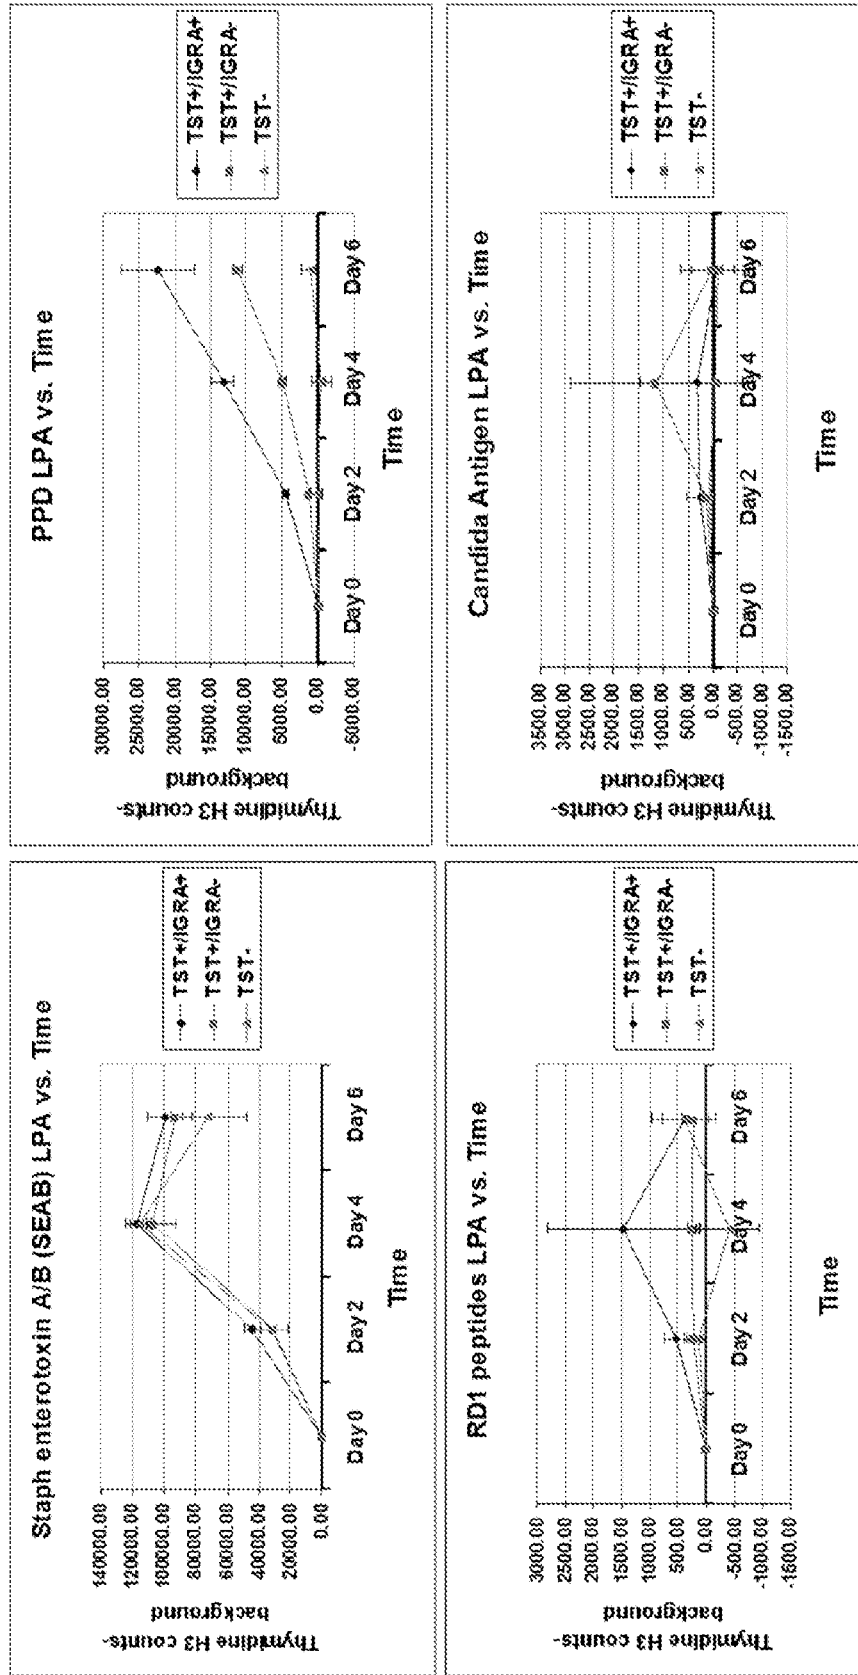 Staph enterotoxin A/B (SEAB) LPA vs. Time
Thymidine H3 counts-
background
140000.00
120000.00
100000.00
80000.00
60000.00
40000.00
20000.00
0.00
Day 0
Day 2
Day 4
Day 6
Time
TST+/IGRA+
TST+/IGRA-
TST-
PPD LPA vs. Time
Thymidine H3 counts-
background
30000.00
25000.00
20000.00
15000.00
10000.00
5000.00
0.00
-5000.00
Day 0
Day 2
Day 4
Day 6
Time
TST+/IGRA+
TST+/IGRA-
TST-
RD1 peptides LPA vs. Time
Thymidine H3 counts-
background
3000.00
2500.00
2000.00
1500.00
1000.00
500.00
0.00
-500.00
-1000.00
-1500.00
Day 0
Day 2
Day 4
Day 6
Time
TST+/IGRA+
TST+/IGRA-
TST-
Candida Antigen LPA vs. Time
Thymidine H3 counts-
background
3500.00
3000.00
2500.00
2000.00
1500.00
1000.00
500.00
0.00
-500.00
-1000.00
-1500.00
Day 0
Day 2
Day 4
Day 6
Time
TST+/IGRA+
TST+/IGRA-
TST-